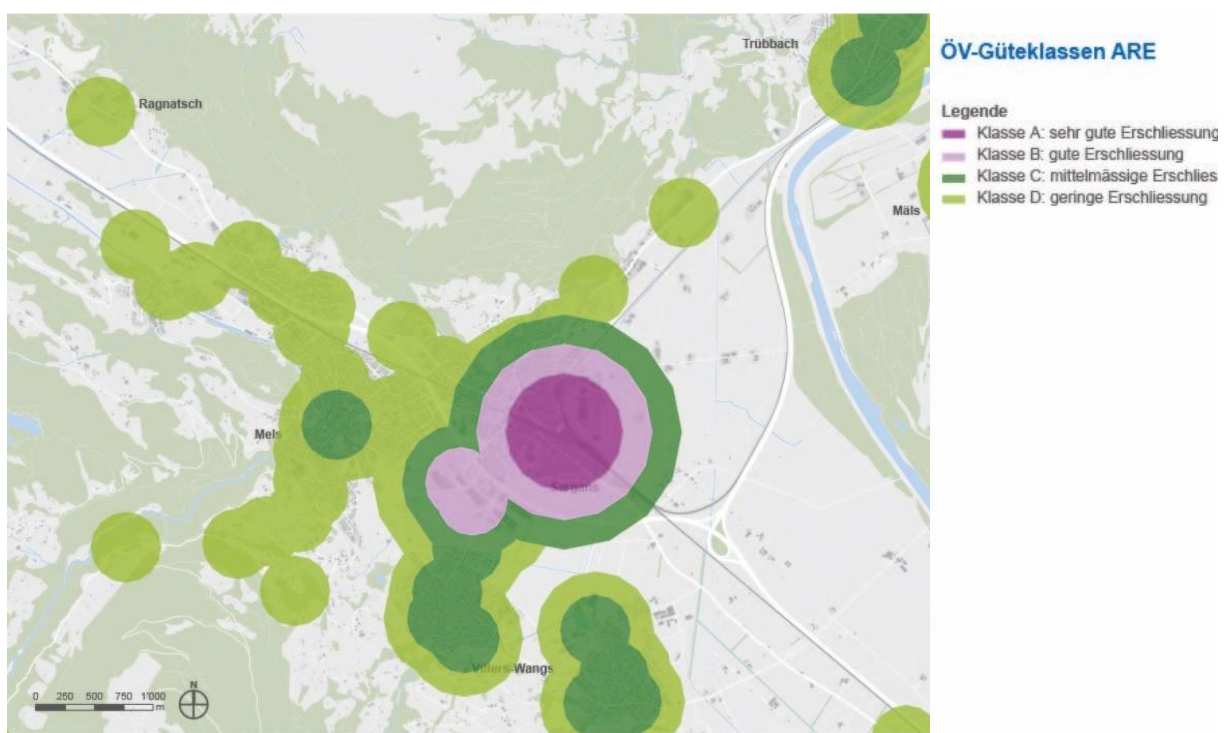 Trübbach
Ragnatsch
Mäls
Mels
Sargans
Vilters-Wangs
0 250 500 750 1'000
m
N
ÖV-Güteklassen ARE
Legende
Klasse A: sehr gute Erschliessung
Klasse B: gute Erschliessung
Klasse C: mittelmässige Erschlies
Klasse D: geringe Erschliessung